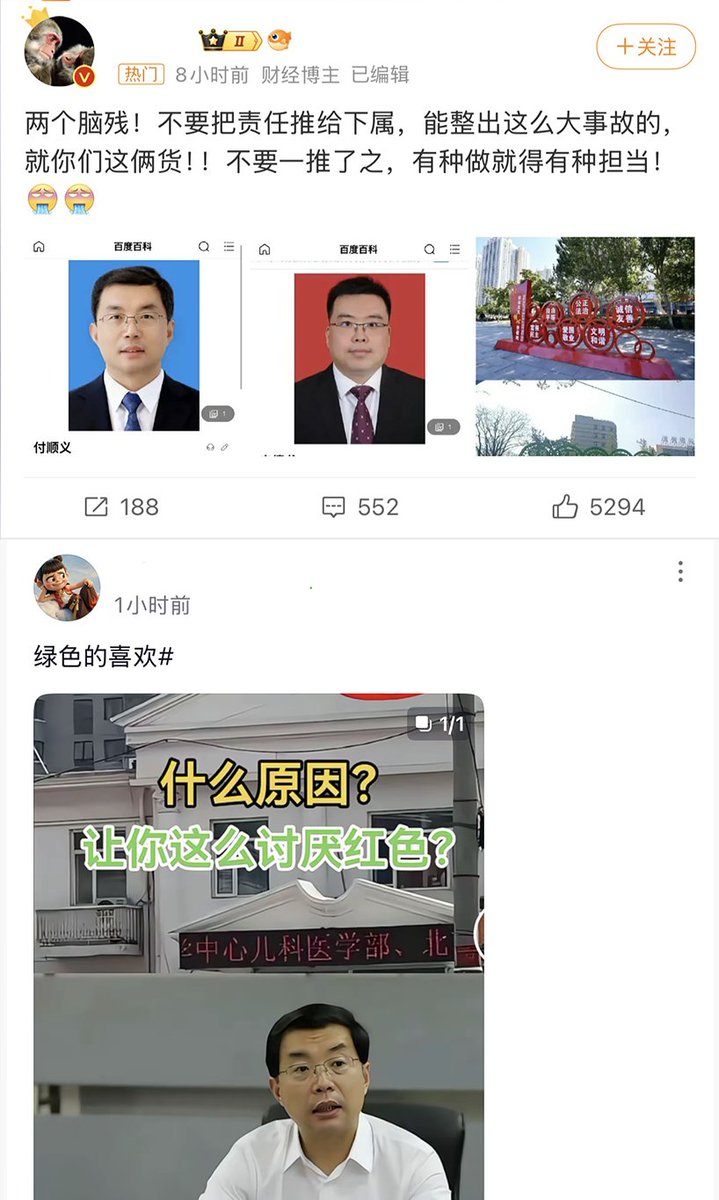 II
+关注
热门 8小时前 财经博主 已编辑
两个脑残！不要把责任推给下属，能整出这么大事故的，
就你们这俩货!！不要一推了之，有种做就得有种担当！
百度百科
百度百科
1
1
付顺义
公正
法治
诚信
友善
爱国
敬业
文明
和谐
188
552
5294
1小时前
绿色的喜欢#
1/1
什么原因？
让你这么讨厌红色？
中心儿科医学部、北